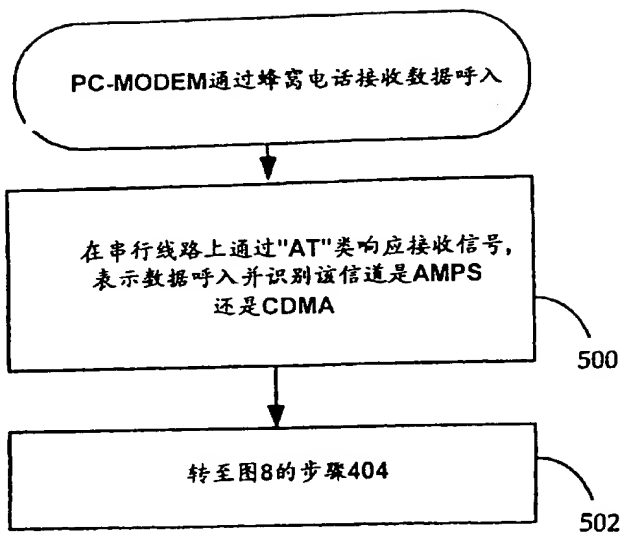 PC-MODEM通过蜂窝电话接收数据呼入
在串行线路上通过"AT"类响应接收信号,
表示数据呼入并识别该信道是AMPS
还是CDMA
500
转至图8的步骤404
502